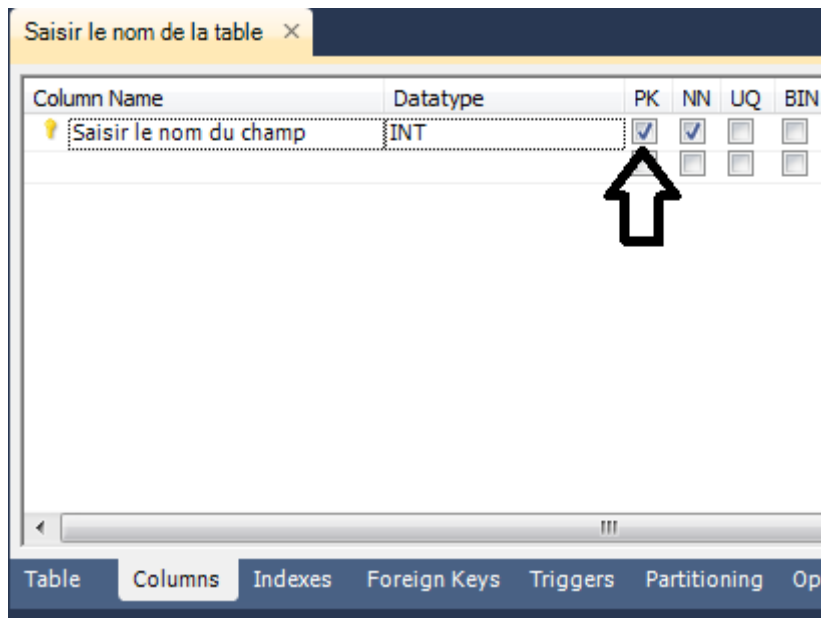 Saisir le nom de la table
Column Name Datatype PK NN UQ BIN
Saisir le nom du champ INT
Table Columns Indexes Foreign Keys Triggers Partitioning Op